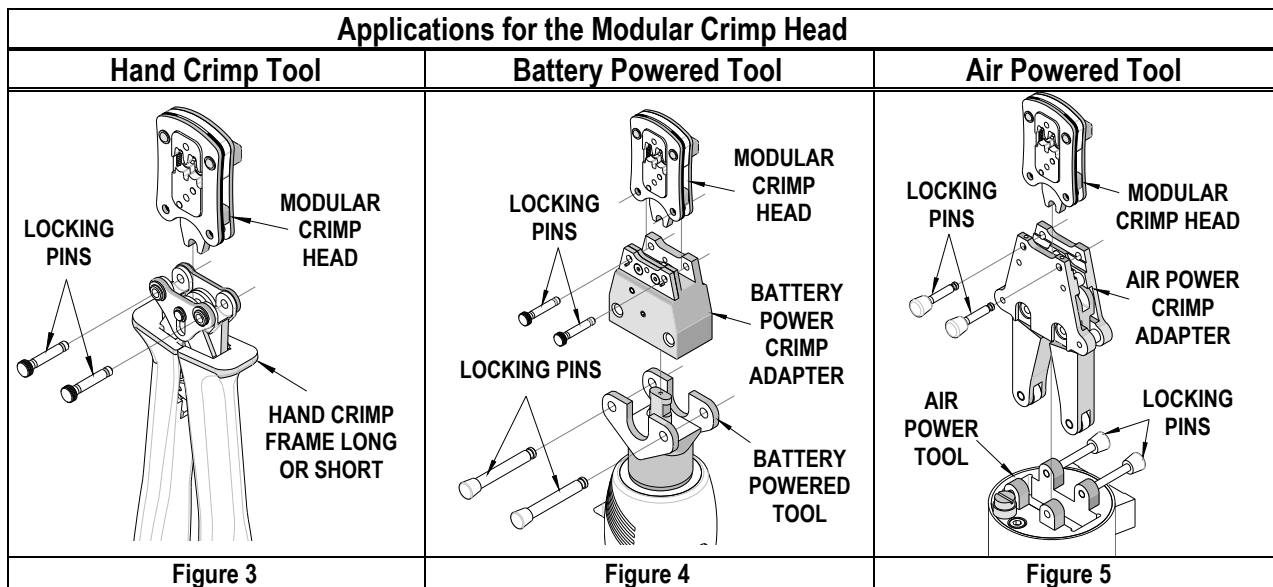 Applications for the Modular Crimp Head
Hand Crimp Tool
Battery Powered Tool
Air Powered Tool
MODULAR
CRIMP
HEAD
LOCKING
PINS
HAND CRIMP
FRAME LONG
OR SHORT
MODULAR
CRIMP
HEAD
LOCKING
PINS
BATTERY
POWER
CRIMP
ADAPTER
LOCKING PINS
BATTERY
POWERED
TOOL
LOCKING
PINS
MODULAR
CRIMP HEAD
AIR POWER
CRIMP
ADAPTER
AIR
POWER
TOOL
LOCKING
PINS
Figure 3
Figure 4
Figure 5